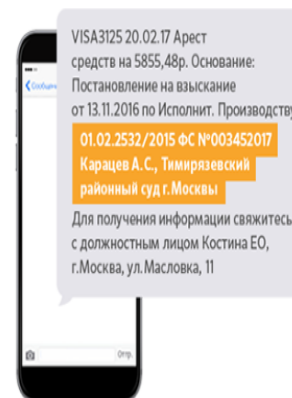 VISA3125 20.02.17 Арест
средств на 5855,48р. Основание:
Постановление на взыскание
от 13.11.2016 по Исполнит. Производству
01.02.2532/2015 ФС №003452017
Карацев А.С., Тимирязевский
районный суд г.Москвы
Для получения информации свяжитесь
с должностным лицом Костина ЕО,
г.Москва, ул.Масловка, 11
Сообщен
Отпр.